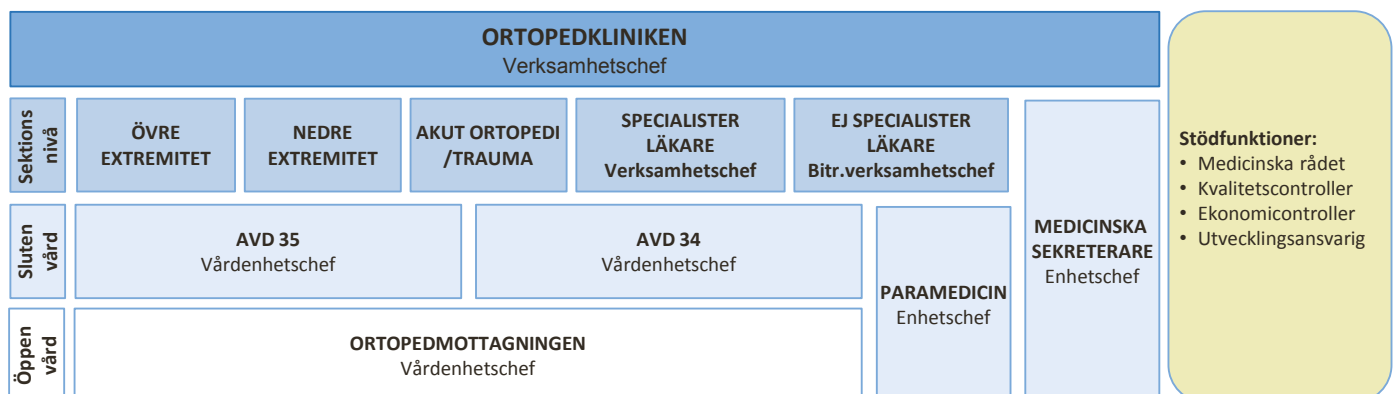 ORTOPEDKLINIKEN
Verksamhetschef
Sektions
nivå
ÖVRE
EXTREMITET
NEDRE
EXTREMITET
AKUT ORTOPEDI
/TRAUMA
SPECIALISTER
LÄKARE
Verksamhetschef
EJ SPECIALISTER
LÄKARE
Bitr.verksamhetschef
Sluten
vård
AVD 35
Vårdenhetschef
AVD 34
Vårdenhetschef
PARAMEDICIN
Enhetschef
MEDICINSKA
SEKRETERARE
Enhetschef
Öppen
vård
ORTOPEDMOTTAGNINGEN
Vårdenhetschef
Stödfunktioner:
• Medicinska rådet
• Kvalitetscontroller
• Ekonomicontroller
• Utvecklingsansvarig